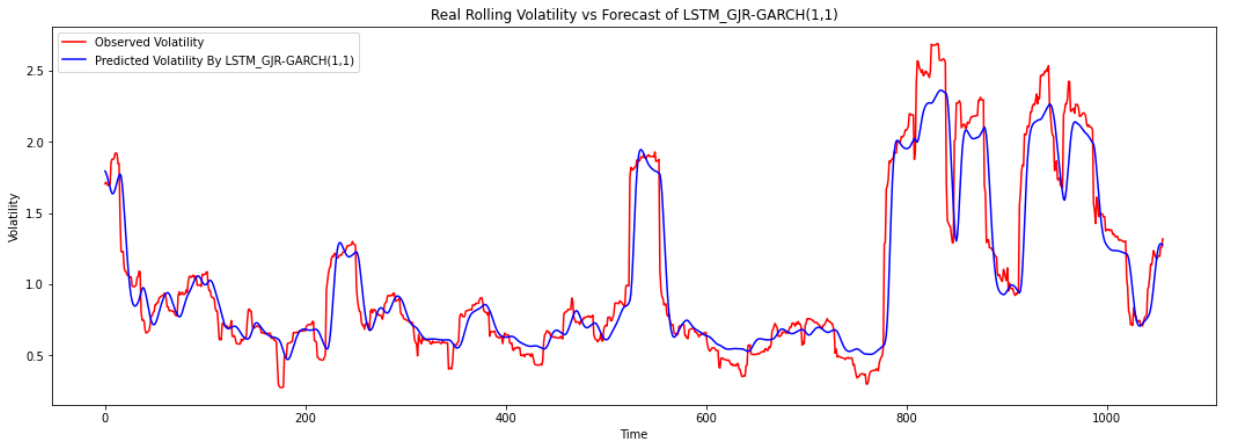 Real Rolling Volatility vs Forecast of LSTM_GJR-GARCH(1,1)
Observed Volatility
Predicted Volatility By LSTM_GJR-GARCH(1,1)
Volatility
2.5
2.0
1.5
1.0
0.5
0 200 400 600 800 1000
Time